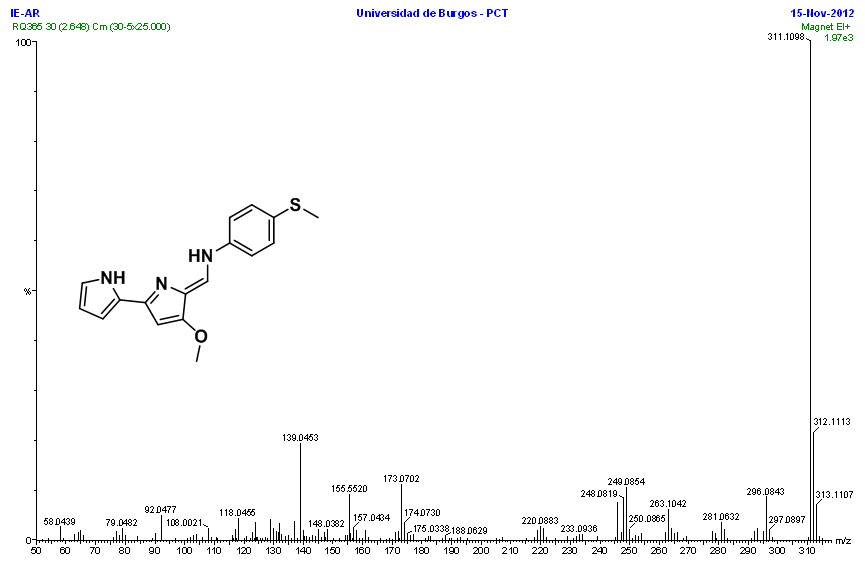 IE-AR Universidad de Burgos - PCT 15-Nov-2012
RQ365 30 (2.648) Cm (30-5x25.000) Magnet EI+
1.97e3
100
311.1098
S
HN
NH
N
%
O
312.1113
139.0453
173.0702
249.0854
155.5520
248.0819
296.0843
313.1107
263.1042
92.0477
118.0455
174.0730
157.0434
58.0439
79.0482
108.0021
148.0382
175.0338
188.0629
220.0883
233.0936
250.0865
281.0632
297.0897
0
m/z
50 60 70 80 90 100 110 120 130 140 150 160 170 180 190 200 210 220 230 240 250 260 270 280 290 300 310